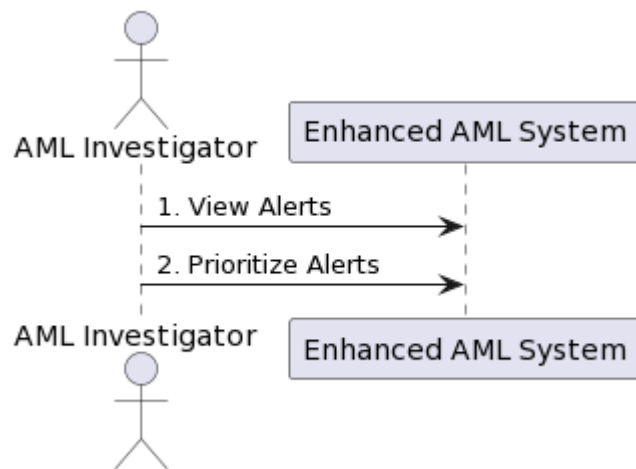 AML Investigator
Enhanced AML System
1. View Alerts
2. Prioritize Alerts
AML Investigator
Enhanced AML System